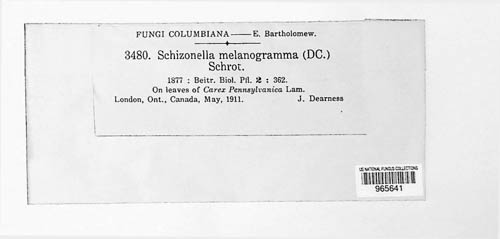 FUNGI COLUMBIANA——E. Bartholomew.
3480. Schizonella melanogramma (DC.)
Schrot.
1877 : Beitr. Biol. Pfl. 2 : 362.
On leaves of Carex Pennsylvanica Lam.
London, Ont., Canada, May, 1911. J. Dearness
US NATIONAL FUNGUS COLLECTIONS
965641